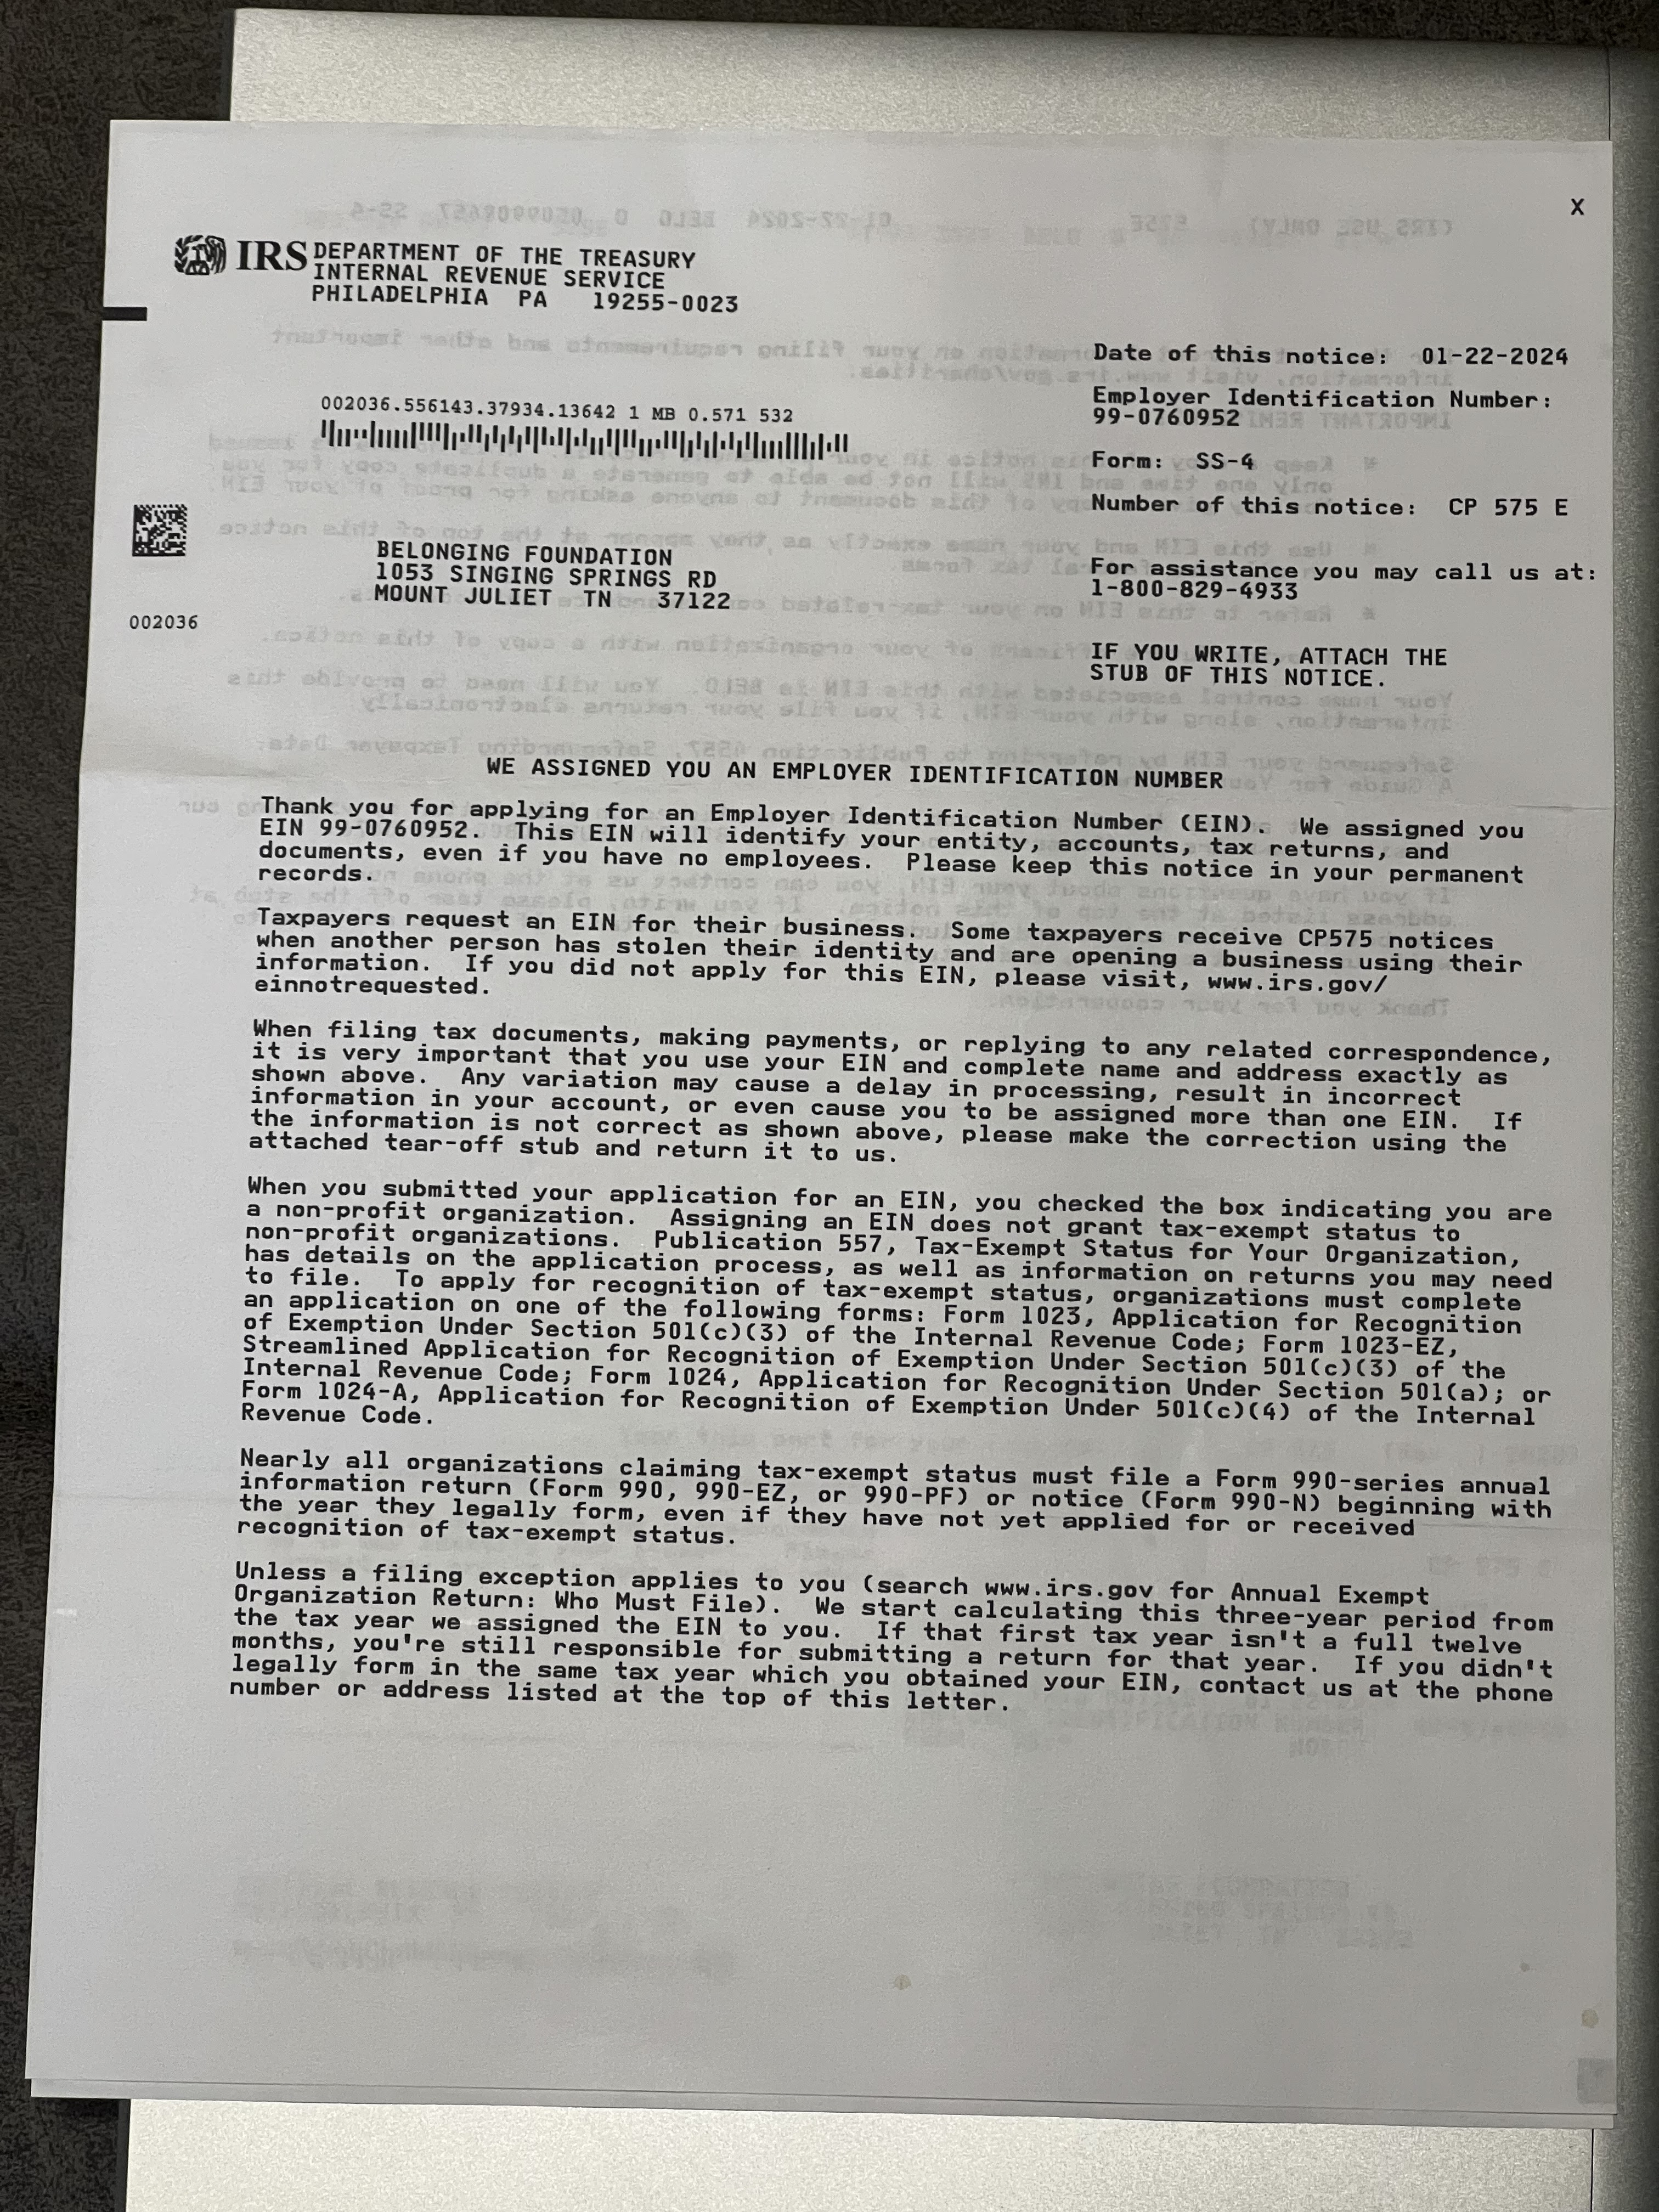 X
IRS DEPARTMENT OF THE TREASURY
INTERNAL REVENUE SERVICE
PHILADELPHIA PA 19255-0023
Date of this notice: 01-22-2024
Employer Identification Number:
99-0760952
Form: SS-4
Number of this notice: CP 575 E
For assistance you may call us at:
1-800-829-4933
IF YOU WRITE, ATTACH THE
STUB OF THIS NOTICE.
002036.556143.37934.13642 1 MB 0.571 532
BELONGING FOUNDATION
1053 SINGING SPRINGS RD
MOUNT JULIET TN 37122
002036
WE ASSIGNED YOU AN EMPLOYER IDENTIFICATION NUMBER
Thank you for applying for an Employer Identification Number (EIN). We assigned you
EIN 99-0760952. This EIN will identify your entity, accounts, tax returns, and
documents, even if you have no employees. Please keep this notice in your permanent
records.
Taxpayers request an EIN for their business. Some taxpayers receive CP575 notices
when another person has stolen their identity and are opening a business using their
information. If you did not apply for this EIN, please visit, www.irs.gov/
einnotrequested.
When filing tax documents, making payments, or replying to any related correspondence,
it is very important that you use your EIN and complete name and address exactly as
shown above. Any variation may cause a delay in processing, result in incorrect
information in your account, or even cause you to be assigned more than one EIN. If
the information is not correct as shown above, please make the correction using the
attached tear-off stub and return it to us.
When you submitted your application for an EIN, you checked the box indicating you are
a non-profit organization. Assigning an EIN does not grant tax-exempt status to
non-profit organizations. Publication 557, Tax-Exempt Status for Your Organization,
has details on the application process, as well as information on returns you may need
to file. To apply for recognition of tax-exempt status, organizations must complete
an application on one of the following forms: Form 1023, Application for Recognition
of Exemption Under Section 501(c)(3) of the Internal Revenue Code; Form 1023-EZ,
Streamlined Application for Recognition of Exemption Under Section 501(c)(3) of the
Internal Revenue Code; Form 1024, Application for Recognition Under Section 501(a); or
Form 1024-A, Application for Recognition of Exemption Under 501(c)(4) of the Internal
Revenue Code.
Nearly all organizations claiming tax-exempt status must file a Form 990-series annual
information return (Form 990, 990-EZ, or 990-PF) or notice (Form 990-N) beginning with
the year they legally form, even if they have not yet applied for or received
recognition of tax-exempt status.
Unless a filing exception applies to you (search www.irs.gov for Annual Exempt
Organization Return: Who Must File). We start calculating this three-year period from
the tax year we assigned the EIN to you. If that first tax year isn't a full twelve
months, you're still responsible for submitting a return for that year. If you didn't
legally form in the same tax year which you obtained your EIN, contact us at the phone
number or address listed at the top of this letter.